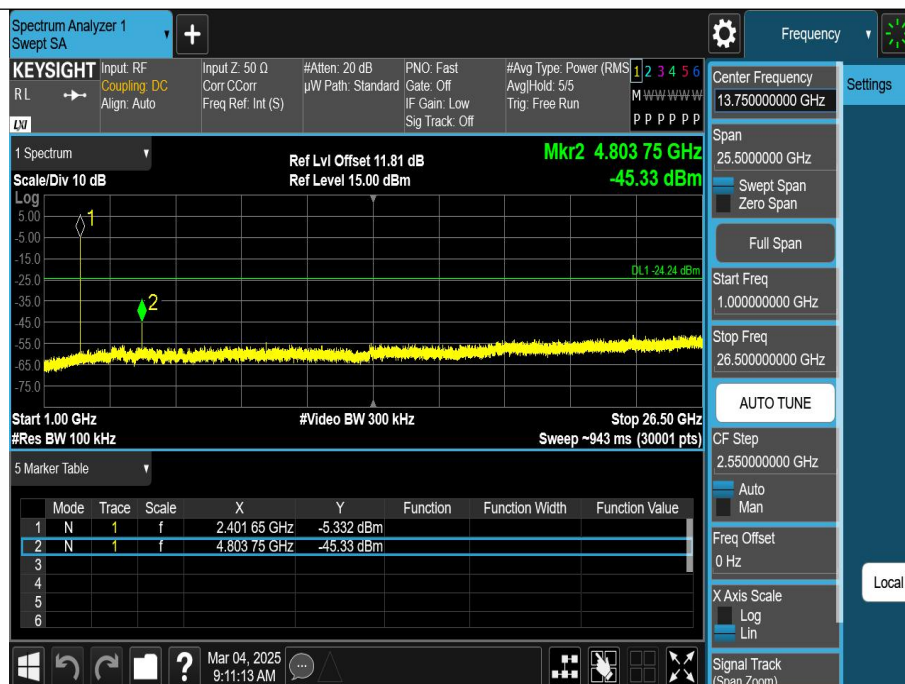 Spectrum Analyzer 1
Swept SA
+
Frequency
KEYSIGHT
RL
LXI
Input: RF
Coupling: DC
Align: Auto
Input Z: 50 Ω
Corr CCorr
Freq Ref: Int (S)
#Atten: 20 dB
µW Path: Standard
PNO: Fast
Gate: Off
IF Gain: Low
Sig Track: Off
#Avg Type: Power (RMS
Avg|Hold: 5/5
Trig: Free Run
1 2 3 4 5 6
M W W W W W
P P P P P P
1 Spectrum
Scale/Div 10 dB
Ref Lvl Offset 11.81 dB
Ref Level 15.00 dBm
Mkr2 4.803 75 GHz
-45.33 dBm
Log
5.00
-5.00
-15.0
-25.0
-35.0
-45.0
-55.0
-65.0
-75.0
1
2
DL1 -24.24 dBm
Start 1.00 GHz
#Res BW 100 kHz
#Video BW 300 kHz
Stop 26.50 GHz
Sweep ~943 ms (30001 pts)
5 Marker Table
Mode Trace Scale X Y Function Function Width Function Value
1 N 1 f 2.401 65 GHz -5.332 dBm
2 N 1 f 4.803 75 GHz -45.33 dBm
3
4
5
6
?
Mar 04, 2025
9:11:13 AM
Center Frequency
13.750000000 GHz
Span
25.5000000 GHz
Swept Span
Zero Span
Full Span
Start Freq
1.000000000 GHz
Stop Freq
26.500000000 GHz
AUTO TUNE
CF Step
2.550000000 GHz
Auto
Man
Freq Offset
0 Hz
X Axis Scale
Log
Lin
Signal Track
(Span Zoom)
Settings
Local